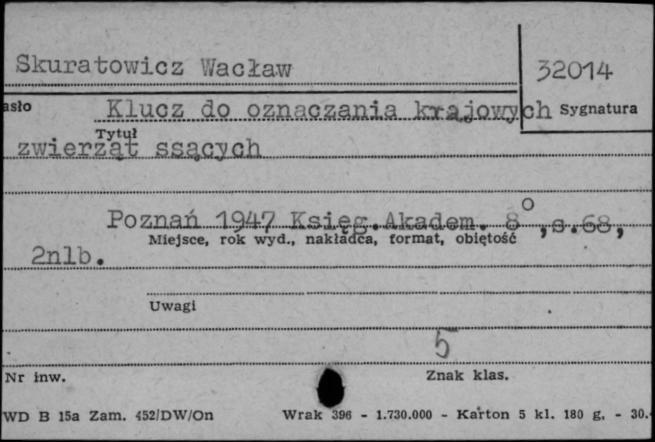 Skuratowicz Wacław
32014
asło
Klucz do oznaczania krajowych
Sygnatura
Tytuł
zwierząt ssących
Poznań 1947 Księg.Akadem. 8°,s.68,
Miejsce, rok wyd., nakładca, format, objętość
2nlb.
Uwagi
5
Nr inw.
Znak klas.
WD B 15a Zam. 452/DW/On Wrak 396 - 1.730.000 - Karton 5 kl. 180 g. - 30.